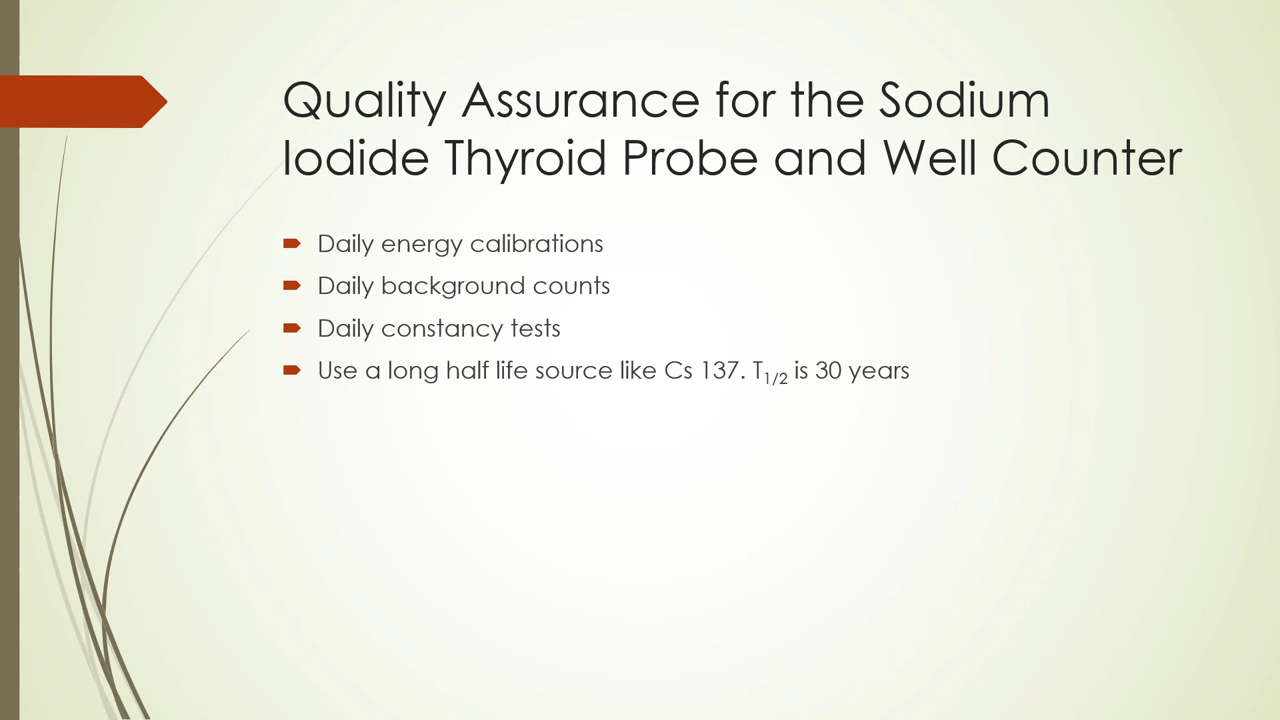 Quality Assurance for the Sodium
Iodide Thyroid Probe and Well Counter
Daily energy calibrations
Daily background counts
Daily constancy tests
Use a long half life source like Cs 137. T1/2 is 30 years